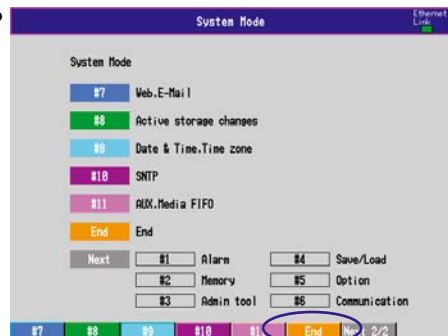 System Mode
Ethernet
Link
System Mode
#7 Web.E-Mail
#8 Active storage changes
#9 Date & Time.Time zone
#10 SNTP
#11 AUX.Media FIFO
End End
Next #1 Alarm #4 Save/Load
#2 Memory #5 Option
#3 Admin tool #6 Communication
#7 #8 #9 #10 End Next 2/2